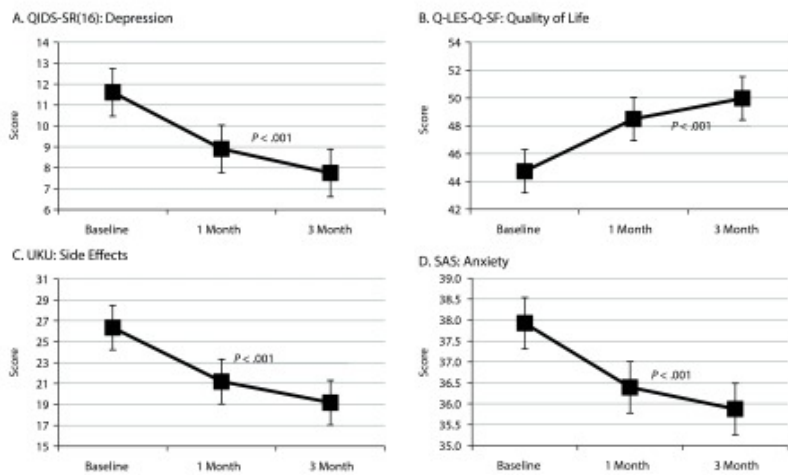 A. QIDS-SR(16): Depression
14
13
12
11
10
9
8
7
6
Score
P < .001
Baseline
1 Month
3 Month
B. Q-LES-Q-SF: Quality of Life
54
52
50
48
46
44
42
Score
P < .001
Baseline
1 Month
3 Month
C. UKU: Side Effects
31
29
27
25
23
21
19
17
15
Score
P < .001
Baseline
1 Month
3 Month
D. SAS: Anxiety
39.0
38.5
38.0
37.5
37.0
36.5
36.0
35.5
35.0
Score
P < .001
Baseline
1 Month
3 Month